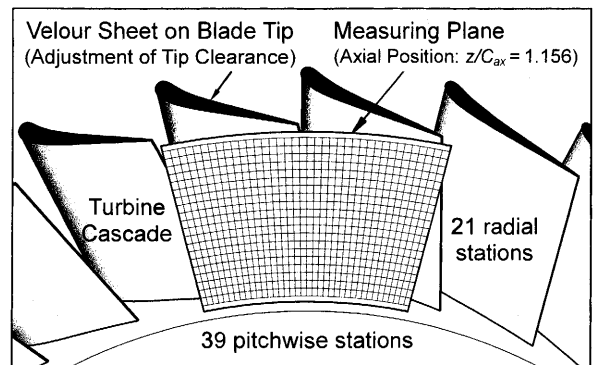 Velour Sheet on Blade Tip
(Adjustment of Tip Clearance)
Measuring Plane
(Axial Position: z/Cax = 1.156)
Turbine
Cascade
21 radial
stations
39 pitchwise stations